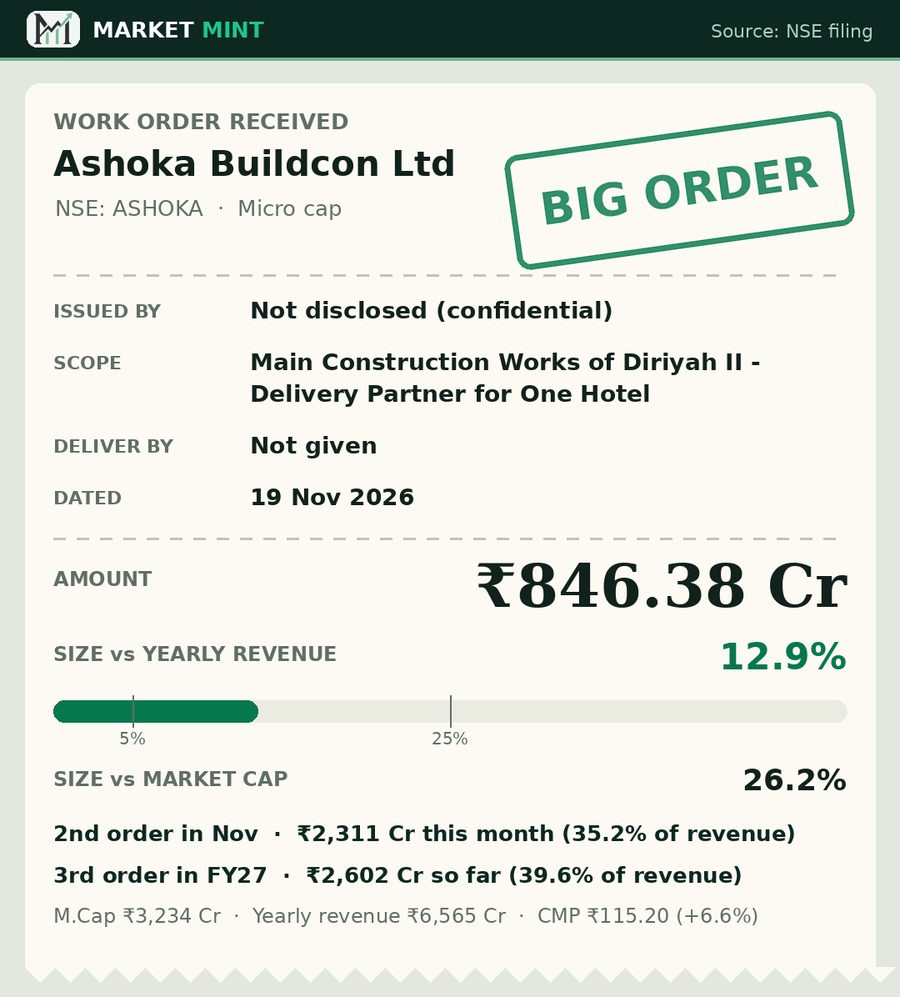 MARKET MINT
Source: NSE filing
WORK ORDER RECEIVED
Ashoka Buildcon Ltd
NSE: ASHOKA · Micro cap
BIG ORDER
ISSUED BY Not disclosed (confidential)
SCOPE Main Construction Works of Diriyah II -
Delivery Partner for One Hotel
DELIVER BY Not given
DATED 19 Nov 2026
AMOUNT ₹846.38 Cr
SIZE vs YEARLY REVENUE 12.9%
5% 25%
SIZE vs MARKET CAP 26.2%
2nd order in Nov · ₹2,311 Cr this month (35.2% of revenue)
3rd order in FY27 · ₹2,602 Cr so far (39.6% of revenue)
M.Cap ₹3,234 Cr · Yearly revenue ₹6,565 Cr · CMP ₹115.20 (+6.6%)